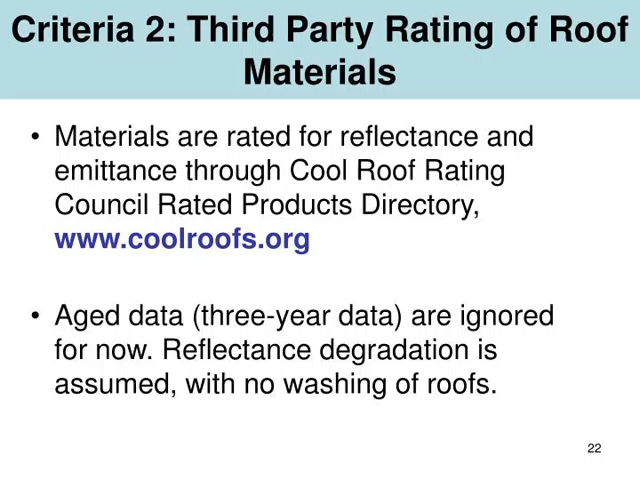 Criteria 2: Third Party Rating of Roof
Materials
• Materials are rated for reflectance and
emittance through Cool Roof Rating
Council Rated Products Directory,
www.coolroofs.org
• Aged data (three-year data) are ignored
for now. Reflectance degradation is
assumed, with no washing of roofs.
22